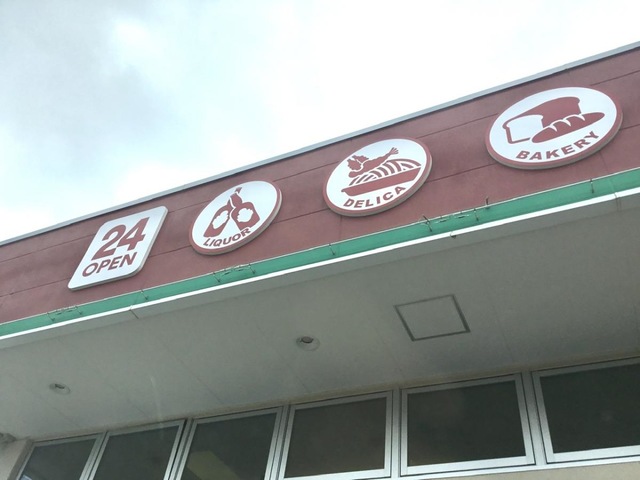 24
OPEN
LIQUOR
DELICA
BAKERY